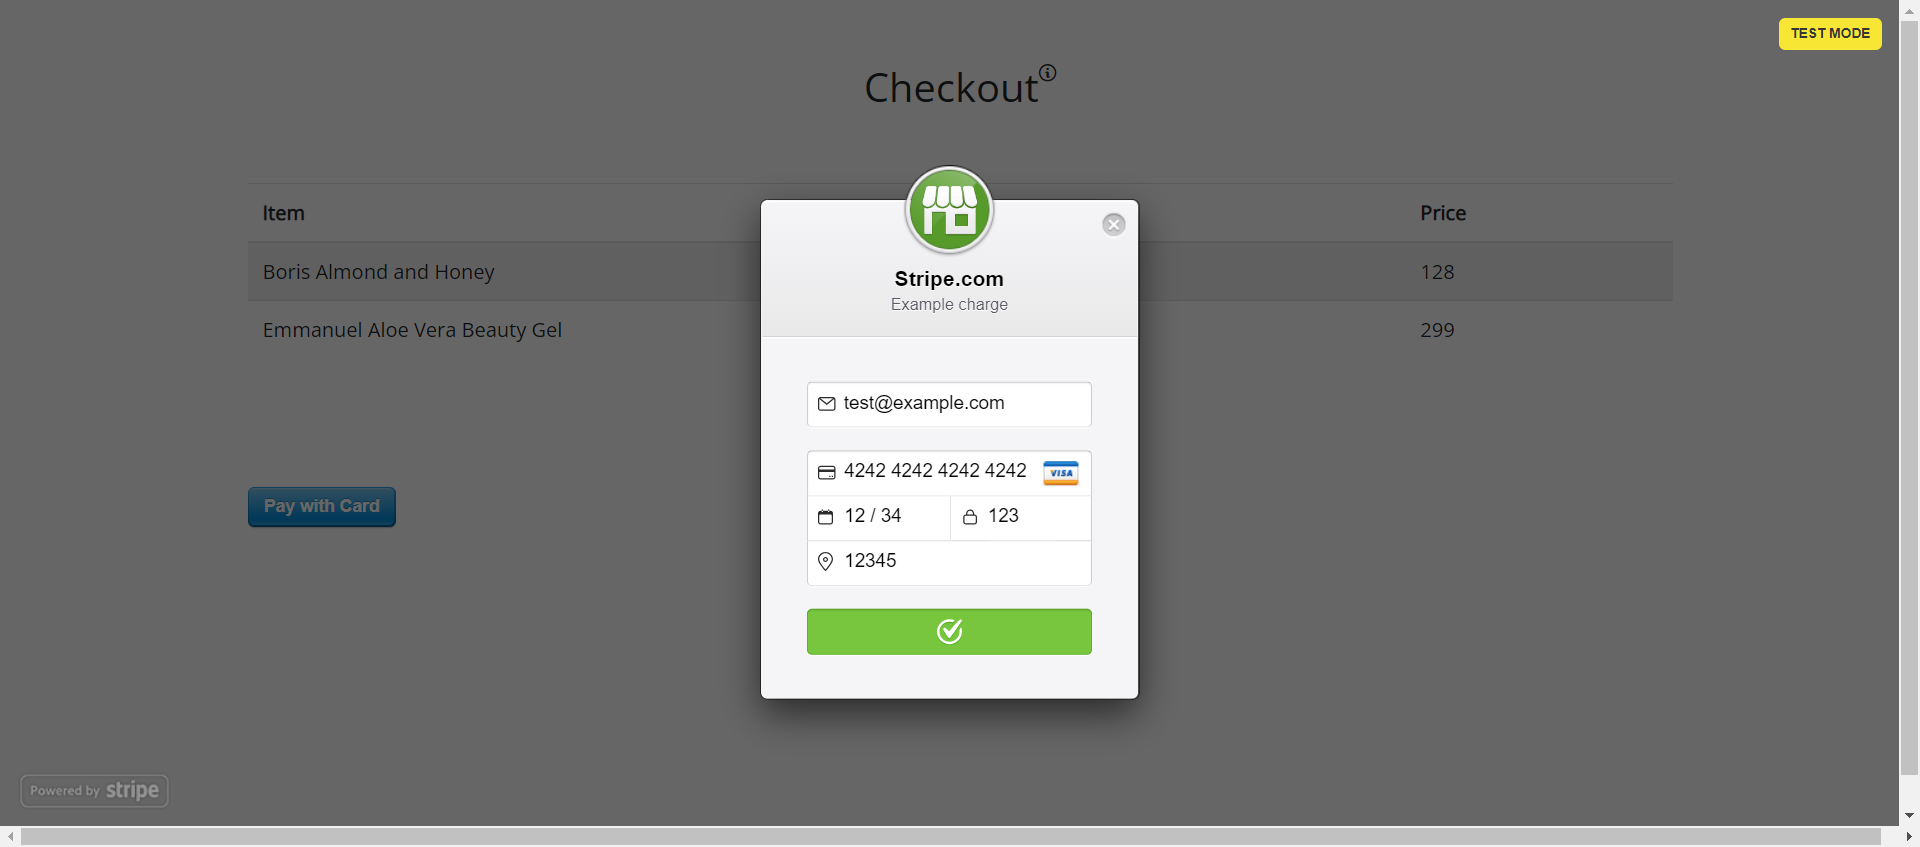 TEST MODE
Checkout
Item Price
Boris Almond and Honey 128
Emmanuel Aloe Vera Beauty Gel 299
Stripe.com
Example charge
test@example.com
4242 4242 4242 4242 VISA
12 / 34 123
12345
Pay with Card
Powered by stripe